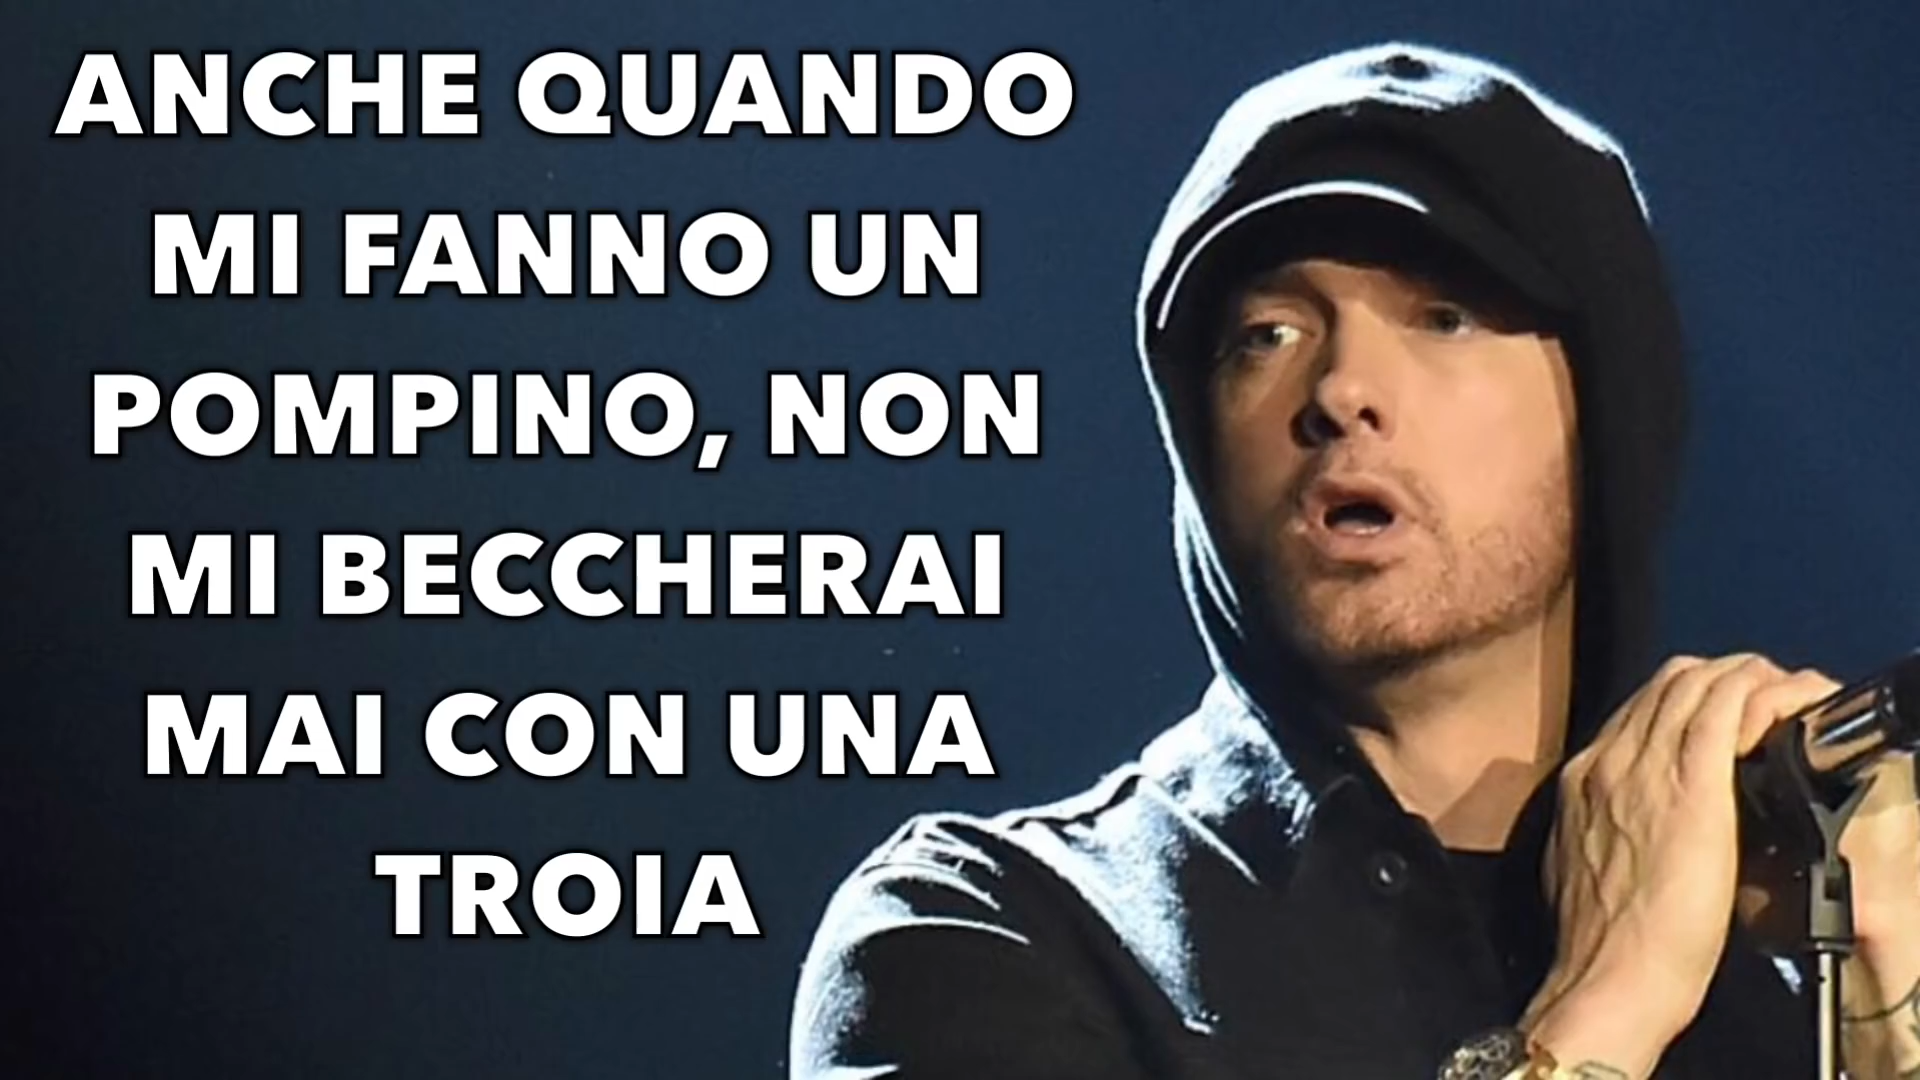 ANCHE QUANDO
MI FANNO UN
POMPINO, NON
MI BECCHERAI
MAI CON UNA
TROIA